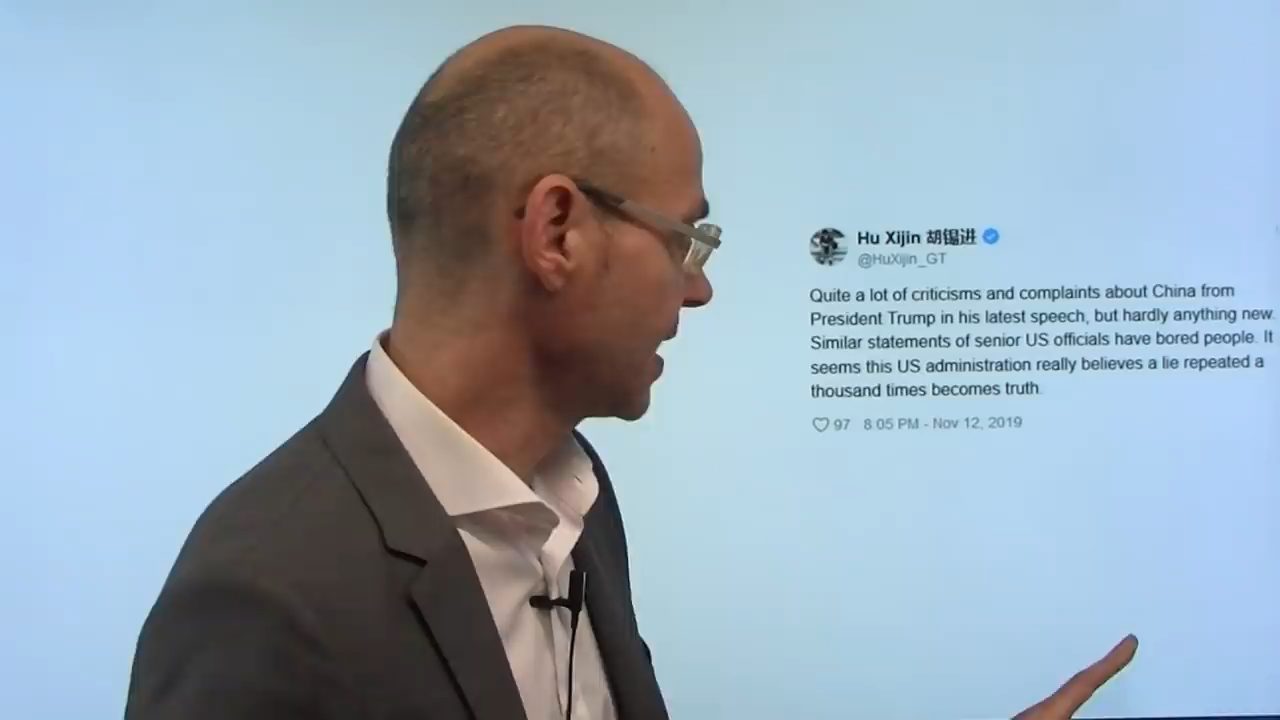 Hu Xijin 胡锡进
@HuXijin_GT
Quite a lot of criticisms and complaints about China from
President Trump in his latest speech, but hardly anything new.
Similar statements of senior US officials have bored people. It
seems this US administration really believes a lie repeated a
thousand times becomes truth.
97 8:05 PM - Nov 12, 2019